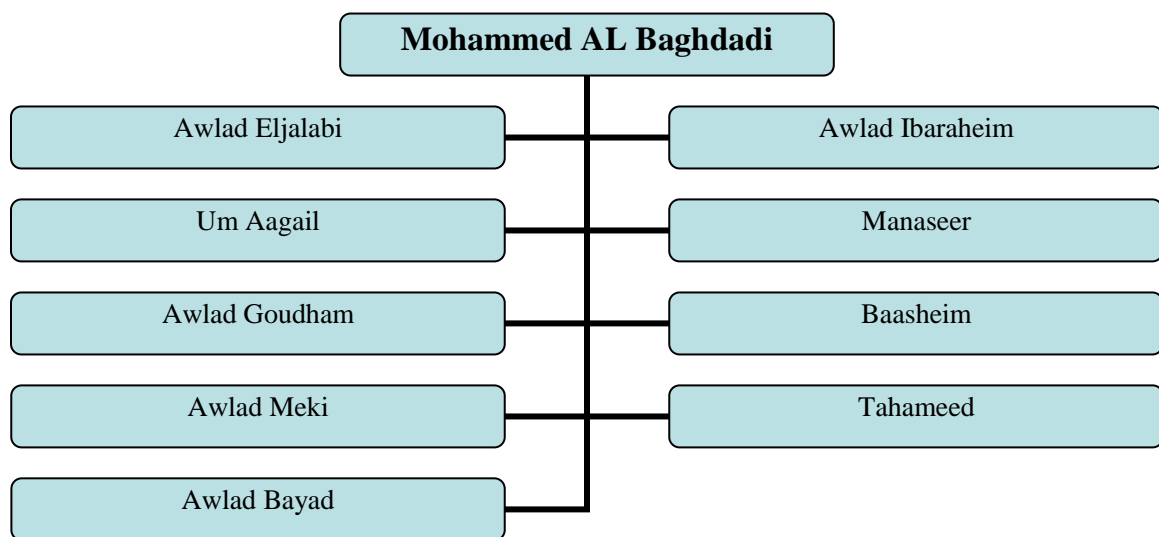 Mohammed AL Baghdadi
Awlad Eljalabi
Awlad Ibaraheim
Um Aagail
Manaseer
Awlad Goudham
Baasheim
Awlad Meki
Tahameed
Awlad Bayad